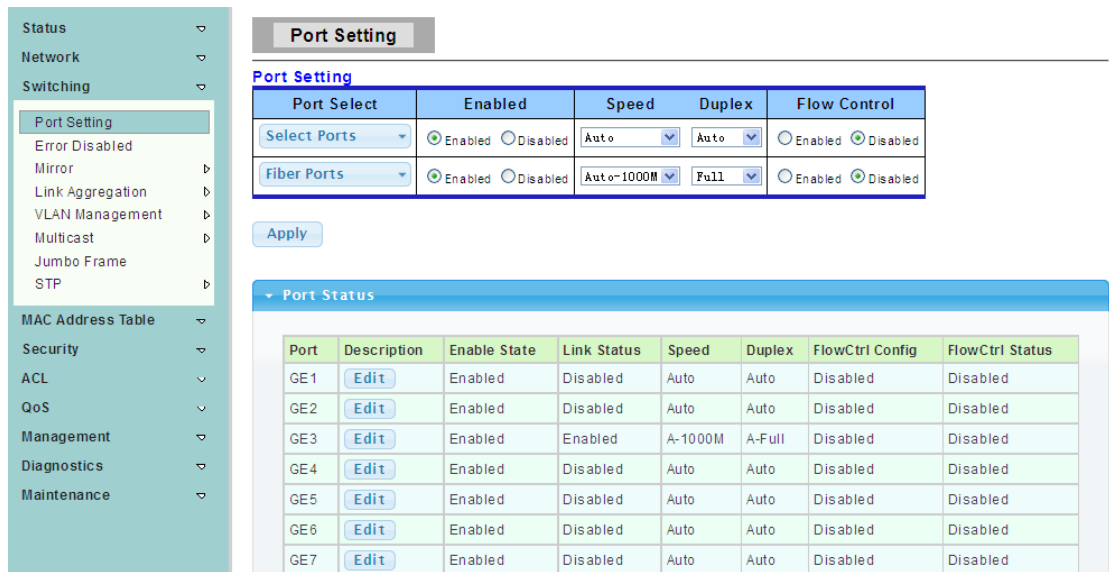 Status
Network
Switching
Port Setting
Error Disabled
Mirror
Link Aggregation
VLAN Management
Multicast
Jumbo Frame
STP
MAC Address Table
Security
ACL
QoS
Management
Diagnostics
Maintenance
Port Setting
Port Setting
Port Select Enabled Speed Duplex Flow Control
Select Ports Enabled Disabled Auto Auto Enabled Disabled
Fiber Ports Enabled Disabled Auto-1000M Full Enabled Disabled
Apply
Port Status
Port Description Enable State Link Status Speed Duplex FlowCtrl Config FlowCtrl Status
GE1 Edit Enabled Disabled Auto Auto Disabled Disabled
GE2 Edit Enabled Disabled Auto Auto Disabled Disabled
GE3 Edit Enabled Enabled A-1000M A-Full Disabled Disabled
GE4 Edit Enabled Disabled Auto Auto Disabled Disabled
GE5 Edit Enabled Disabled Auto Auto Disabled Disabled
GE6 Edit Enabled Disabled Auto Auto Disabled Disabled
GE7 Edit Enabled Disabled Auto Auto Disabled Disabled